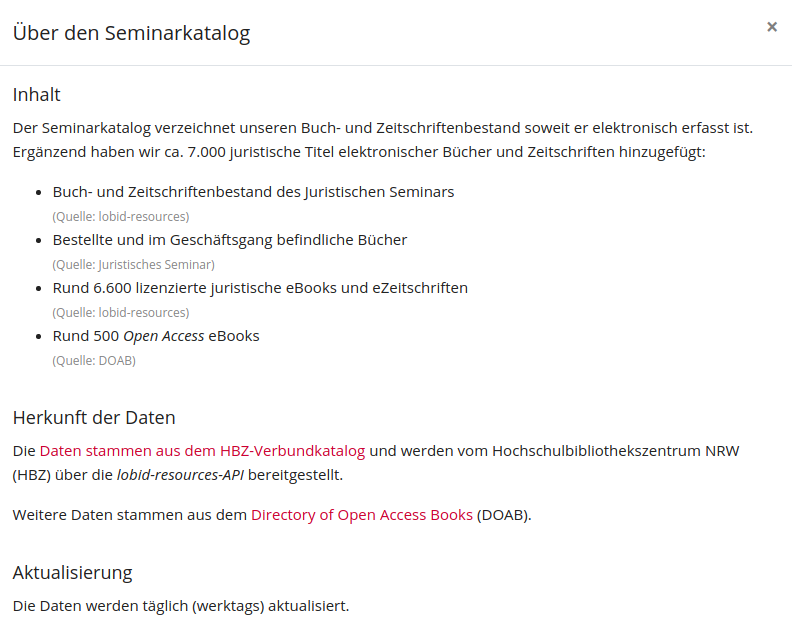 Über den Seminarkatalog
×
Inhalt
Der Seminarkatalog verzeichnet unseren Buch- und Zeitschriftenbestand soweit er elektronisch erfasst ist.
Ergänzend haben wir ca. 7.000 juristische Titel elektronischer Bücher und Zeitschriften hinzugefügt:
• Buch- und Zeitschriftenbestand des Juristischen Seminars
(Quelle: lobid-resources)
• Bestellte und im Geschäftsgang befindliche Bücher
(Quelle: Juristisches Seminar)
• Rund 6.600 lizenzierte juristische eBooks und eZeitschriften
(Quelle: lobid-resources)
• Rund 500 Open Access eBooks
(Quelle: DOAB)
Herkunft der Daten
Die Daten stammen aus dem HBZ-Verbundkatalog und werden vom Hochschulbibliothekszentrum NRW
(HBZ) über die lobid-resources-API bereitgestellt.
Weitere Daten stammen aus dem Directory of Open Access Books (DOAB).
Aktualisierung
Die Daten werden täglich (werktags) aktualisiert.